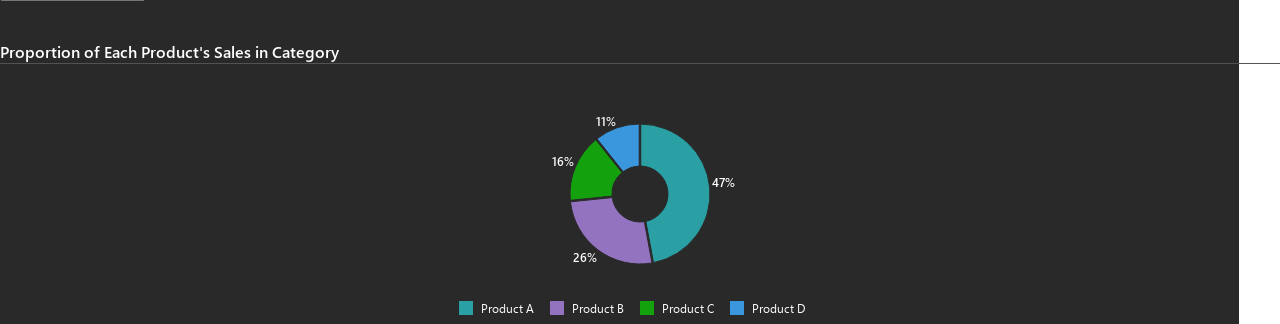 Proportion of Each Product's Sales in Category
11%
16%
47%
26%
Product A Product B Product C Product D